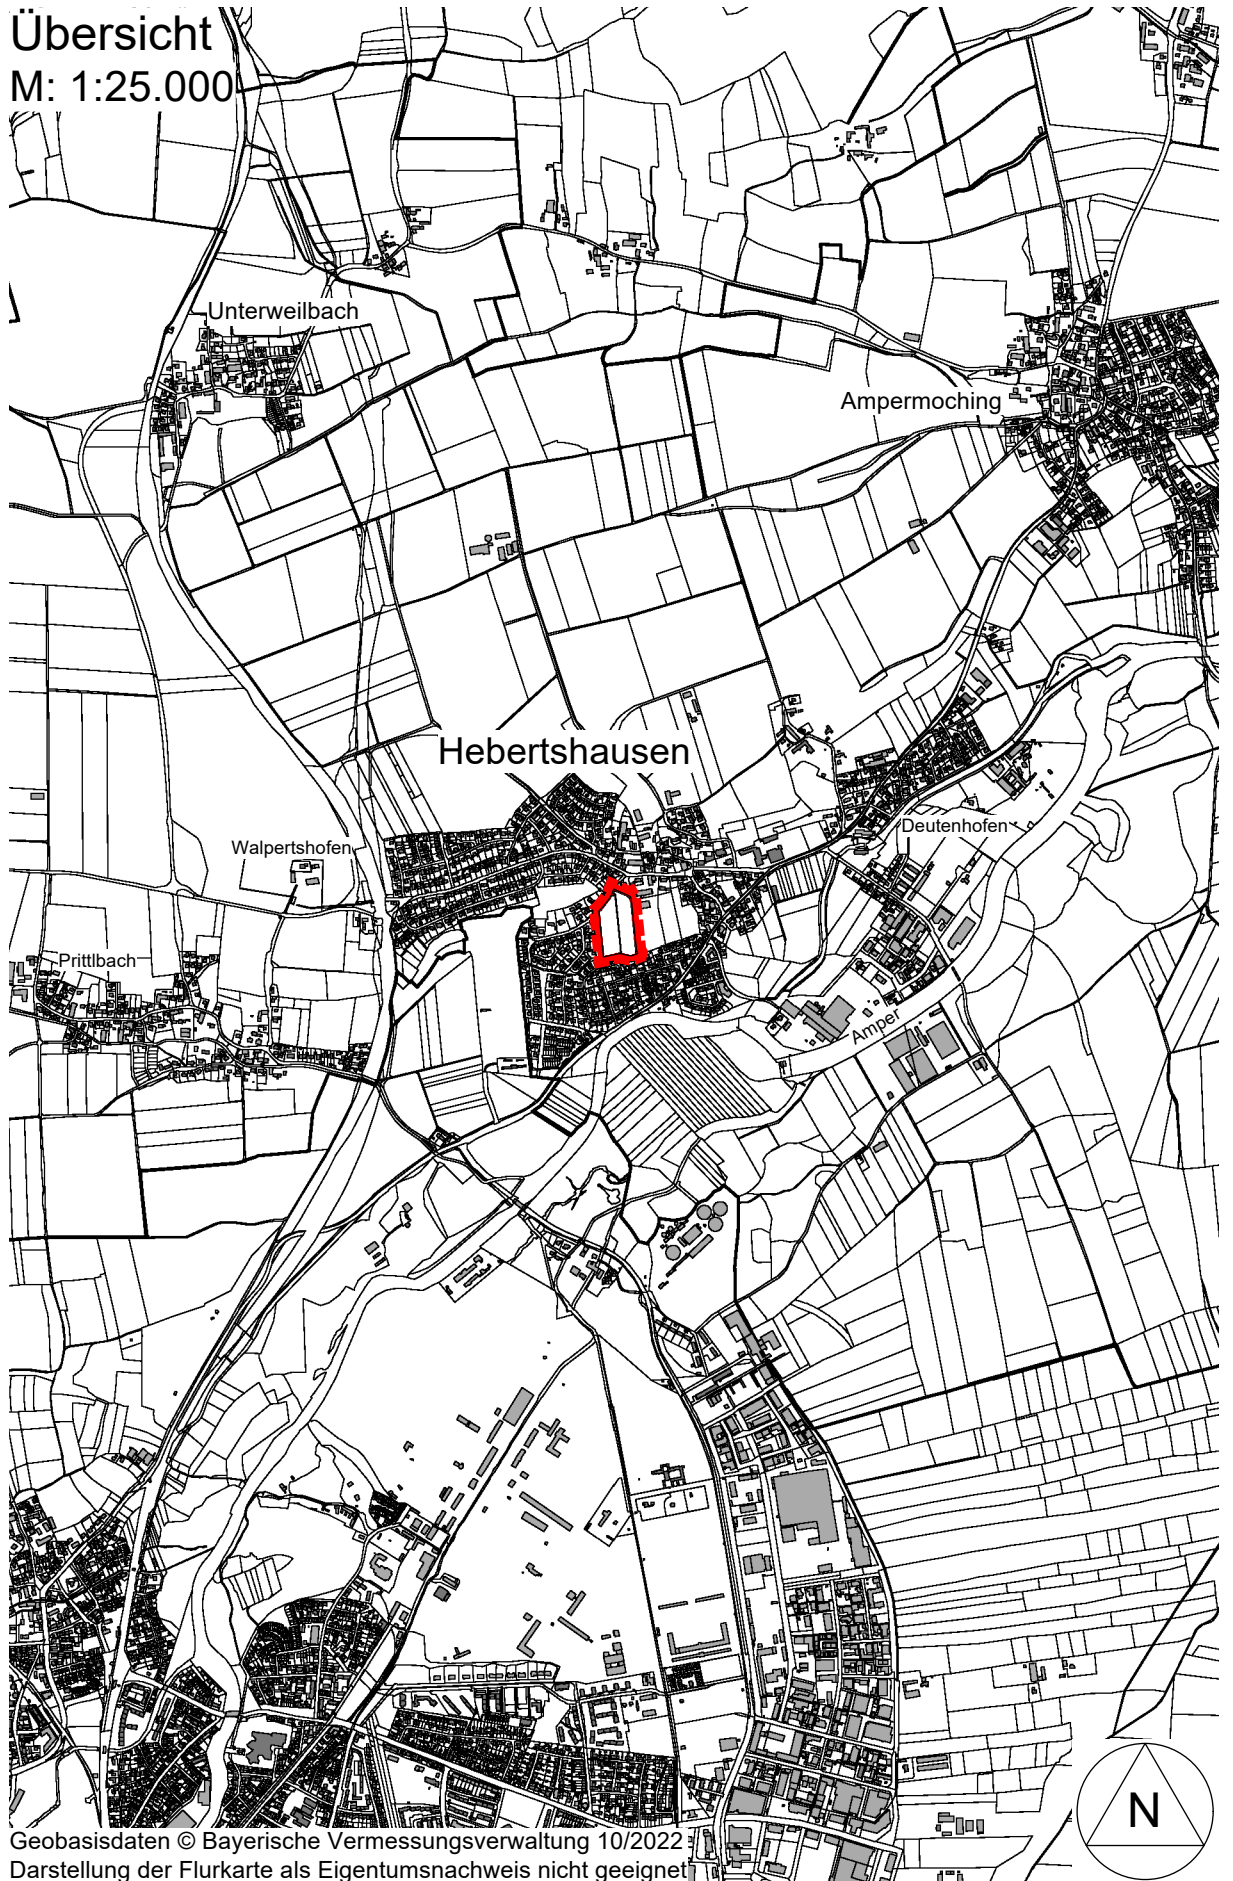 Übersicht
M: 1:25.000
Unterweilbach
Ampermoching
Hebertshausen
Deutenhofen
Walpertshofen
Prittlbach
Amper
N
Geobasisdaten © Bayerische Vermessungsverwaltung 10/2022
Darstellung der Flurkarte als Eigentumsnachweis nicht geeignet